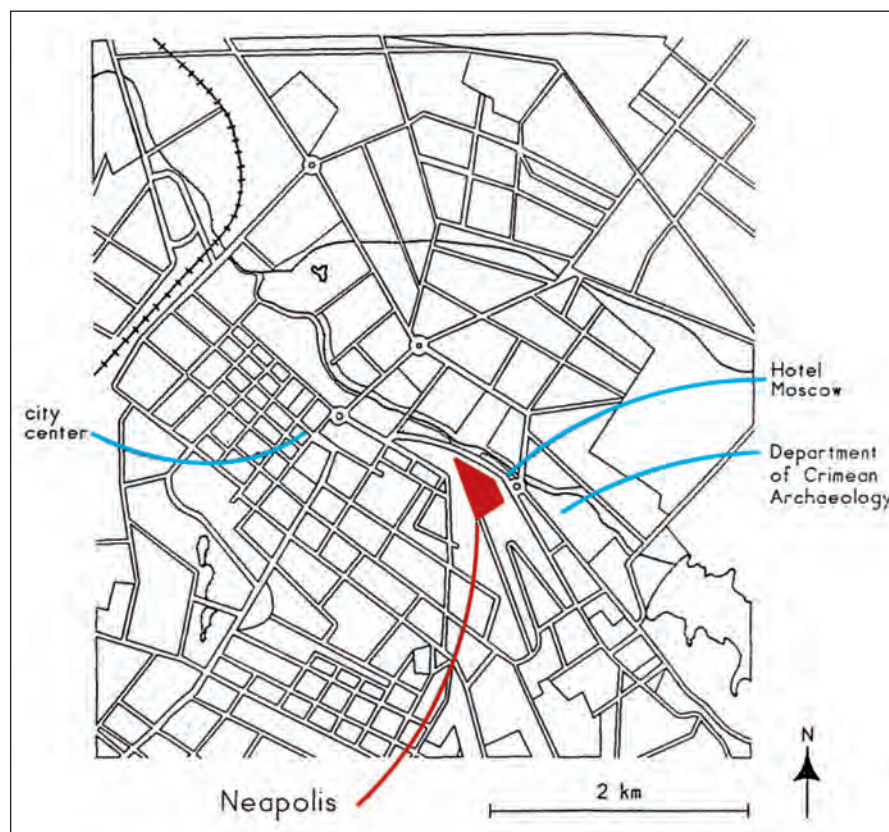 Hotel
Moscow
city
center
Department
of Crimean
Archaeology
N
2 km
Neapolis